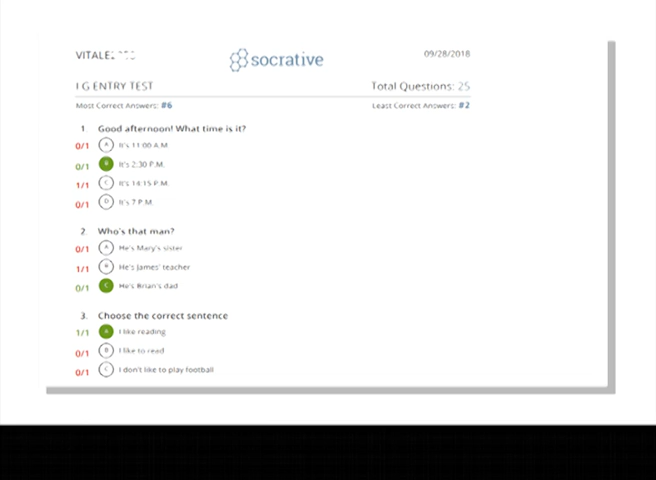 VITALE
socrative
09/28/2018
I G ENTRY TEST
Total Questions: 25
Most Correct Answers: #6
Least Correct Answers: #2
1. Good afternoon! What time is it?
0/1 A It's 11:00 A.M.
0/1 B It's 2:30 P.M.
1/1 C It's 14:15 P.M.
0/1 D It's 7 P.M.
2. Who's that man?
0/1 A He's Mary's sister
1/1 B He's James' teacher
0/1 C He's Brian's dad
3. Choose the correct sentence
1/1 A I like reading
0/1 B I like to read
0/1 C I don't like to play football